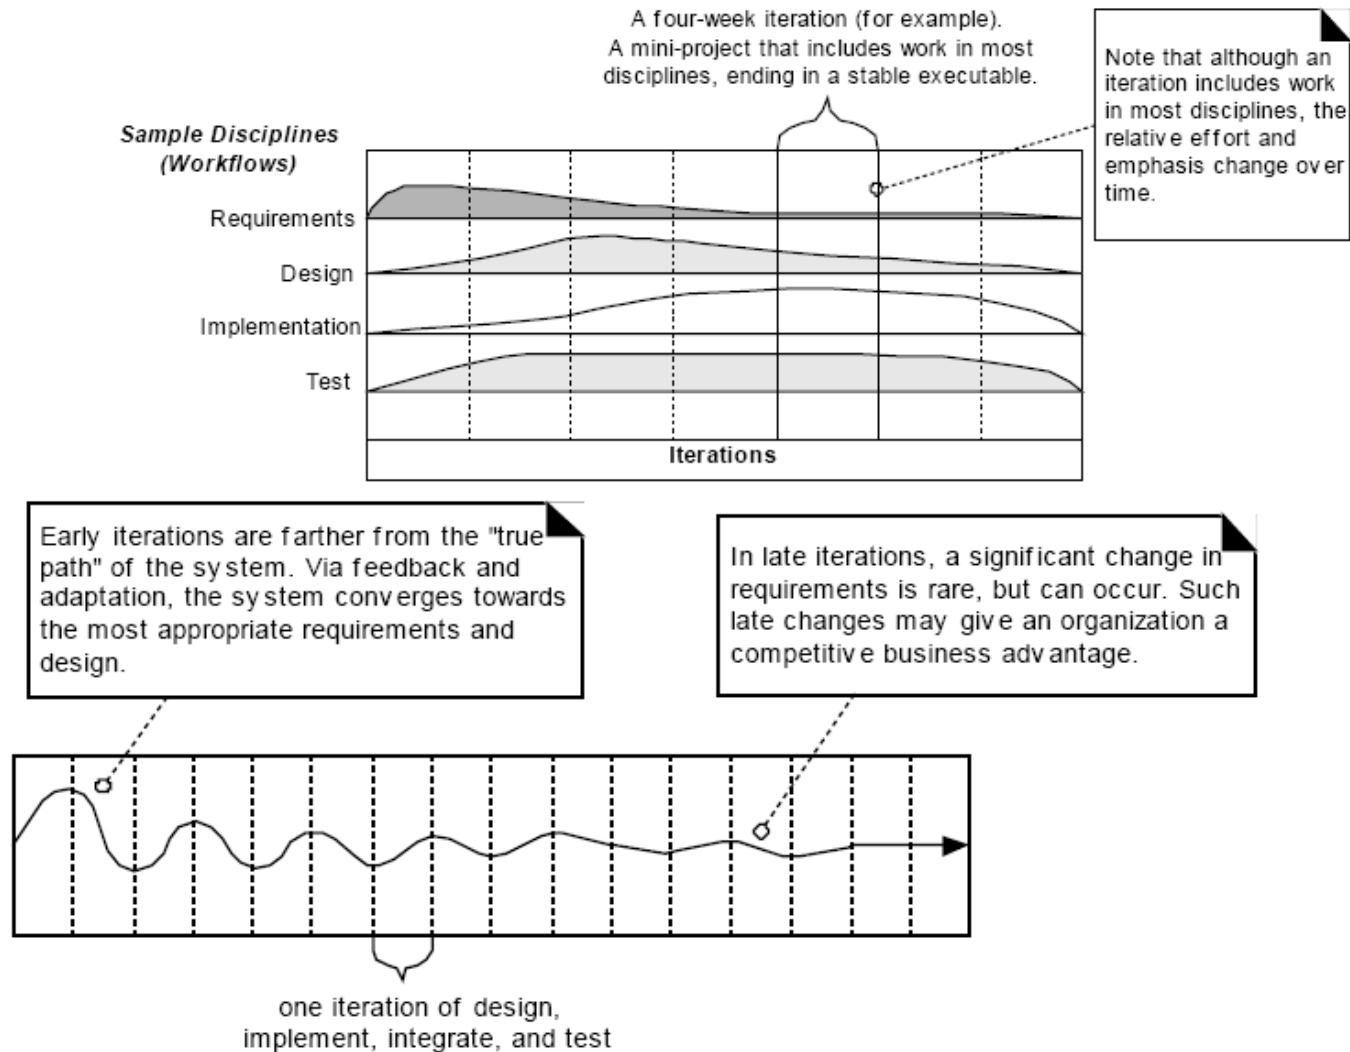 A four-week iteration (for example).
A mini-project that includes work in most
disciplines, ending in a stable executable.
Note that although an
iteration includes work
in most disciplines, the
relative effort and
emphasis change over
time.
Sample Disciplines
(Workflows)
Requirements
Design
Implementation
Test
Iterations
Early iterations are farther from the "true
path" of the system. Via feedback and
adaptation, the system converges towards
the most appropriate requirements and
design.
In late iterations, a significant change in
requirements is rare, but can occur. Such
late changes may give an organization a
competitive business advantage.
one iteration of design,
implement, integrate, and test